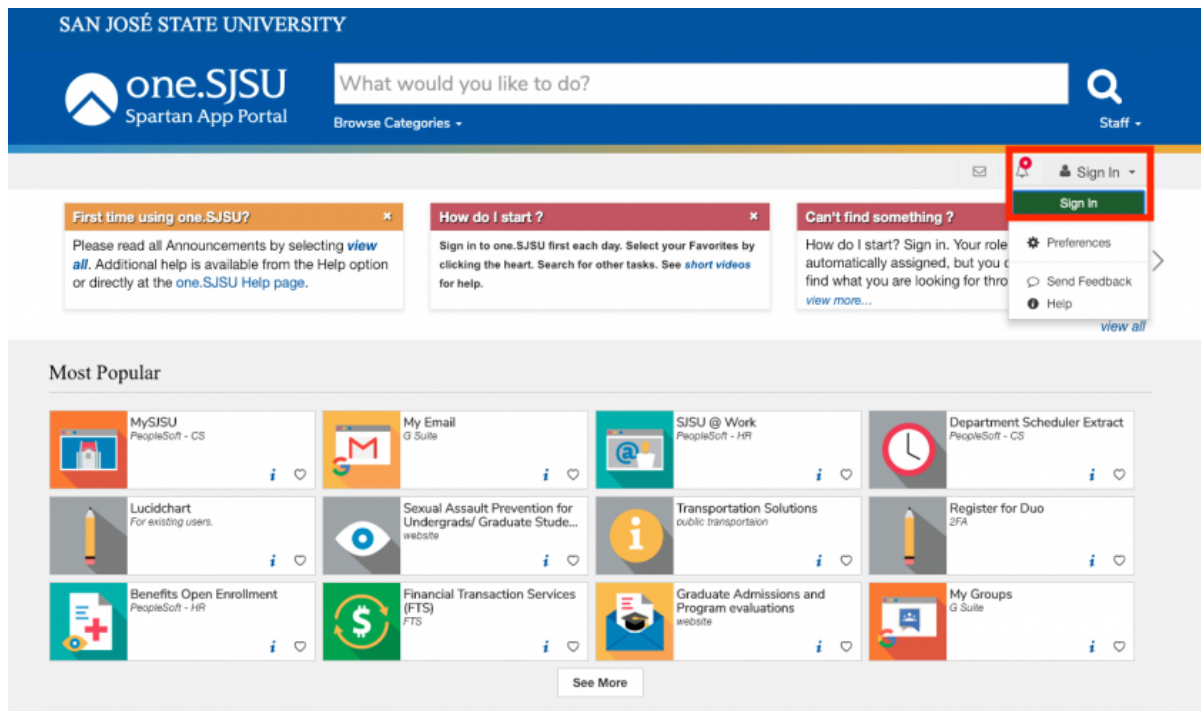 SAN JOSÉ STATE UNIVERSITY
one.SJSU
Spartan App Portal
What would you like to do?
Browse Categories
Staff
Sign In
Sign In
Preferences
Send Feedback
Help
First time using one.SJSU?
Please read all Announcements by selecting view
all. Additional help is available from the Help option
or directly at the one.SJSU Help page.
How do I start ?
Sign in to one.SJSU first each day. Select your Favorites by
clicking the heart. Search for other tasks. See short videos
for help.
Can't find something ?
How do I start? Sign in. Your role
automatically assigned, but you
find what you are looking for thro
view more...
view all
Most Popular
MySJSU
PeopleSoft - CS
My Email
G Suite
SJSU @ Work
PeopleSoft - HR
Department Scheduler Extract
PeopleSoft - CS
Lucidchart
For existing users.
Sexual Assault Prevention for
Undergrads/ Graduate Stude...
website
Transportation Solutions
public transportaion
Register for Duo
2FA
Benefits Open Enrollment
PeopleSoft - HR
Financial Transaction Services
(FTS)
FTS
Graduate Admissions and
Program evaluations
website
My Groups
G Suite
See More